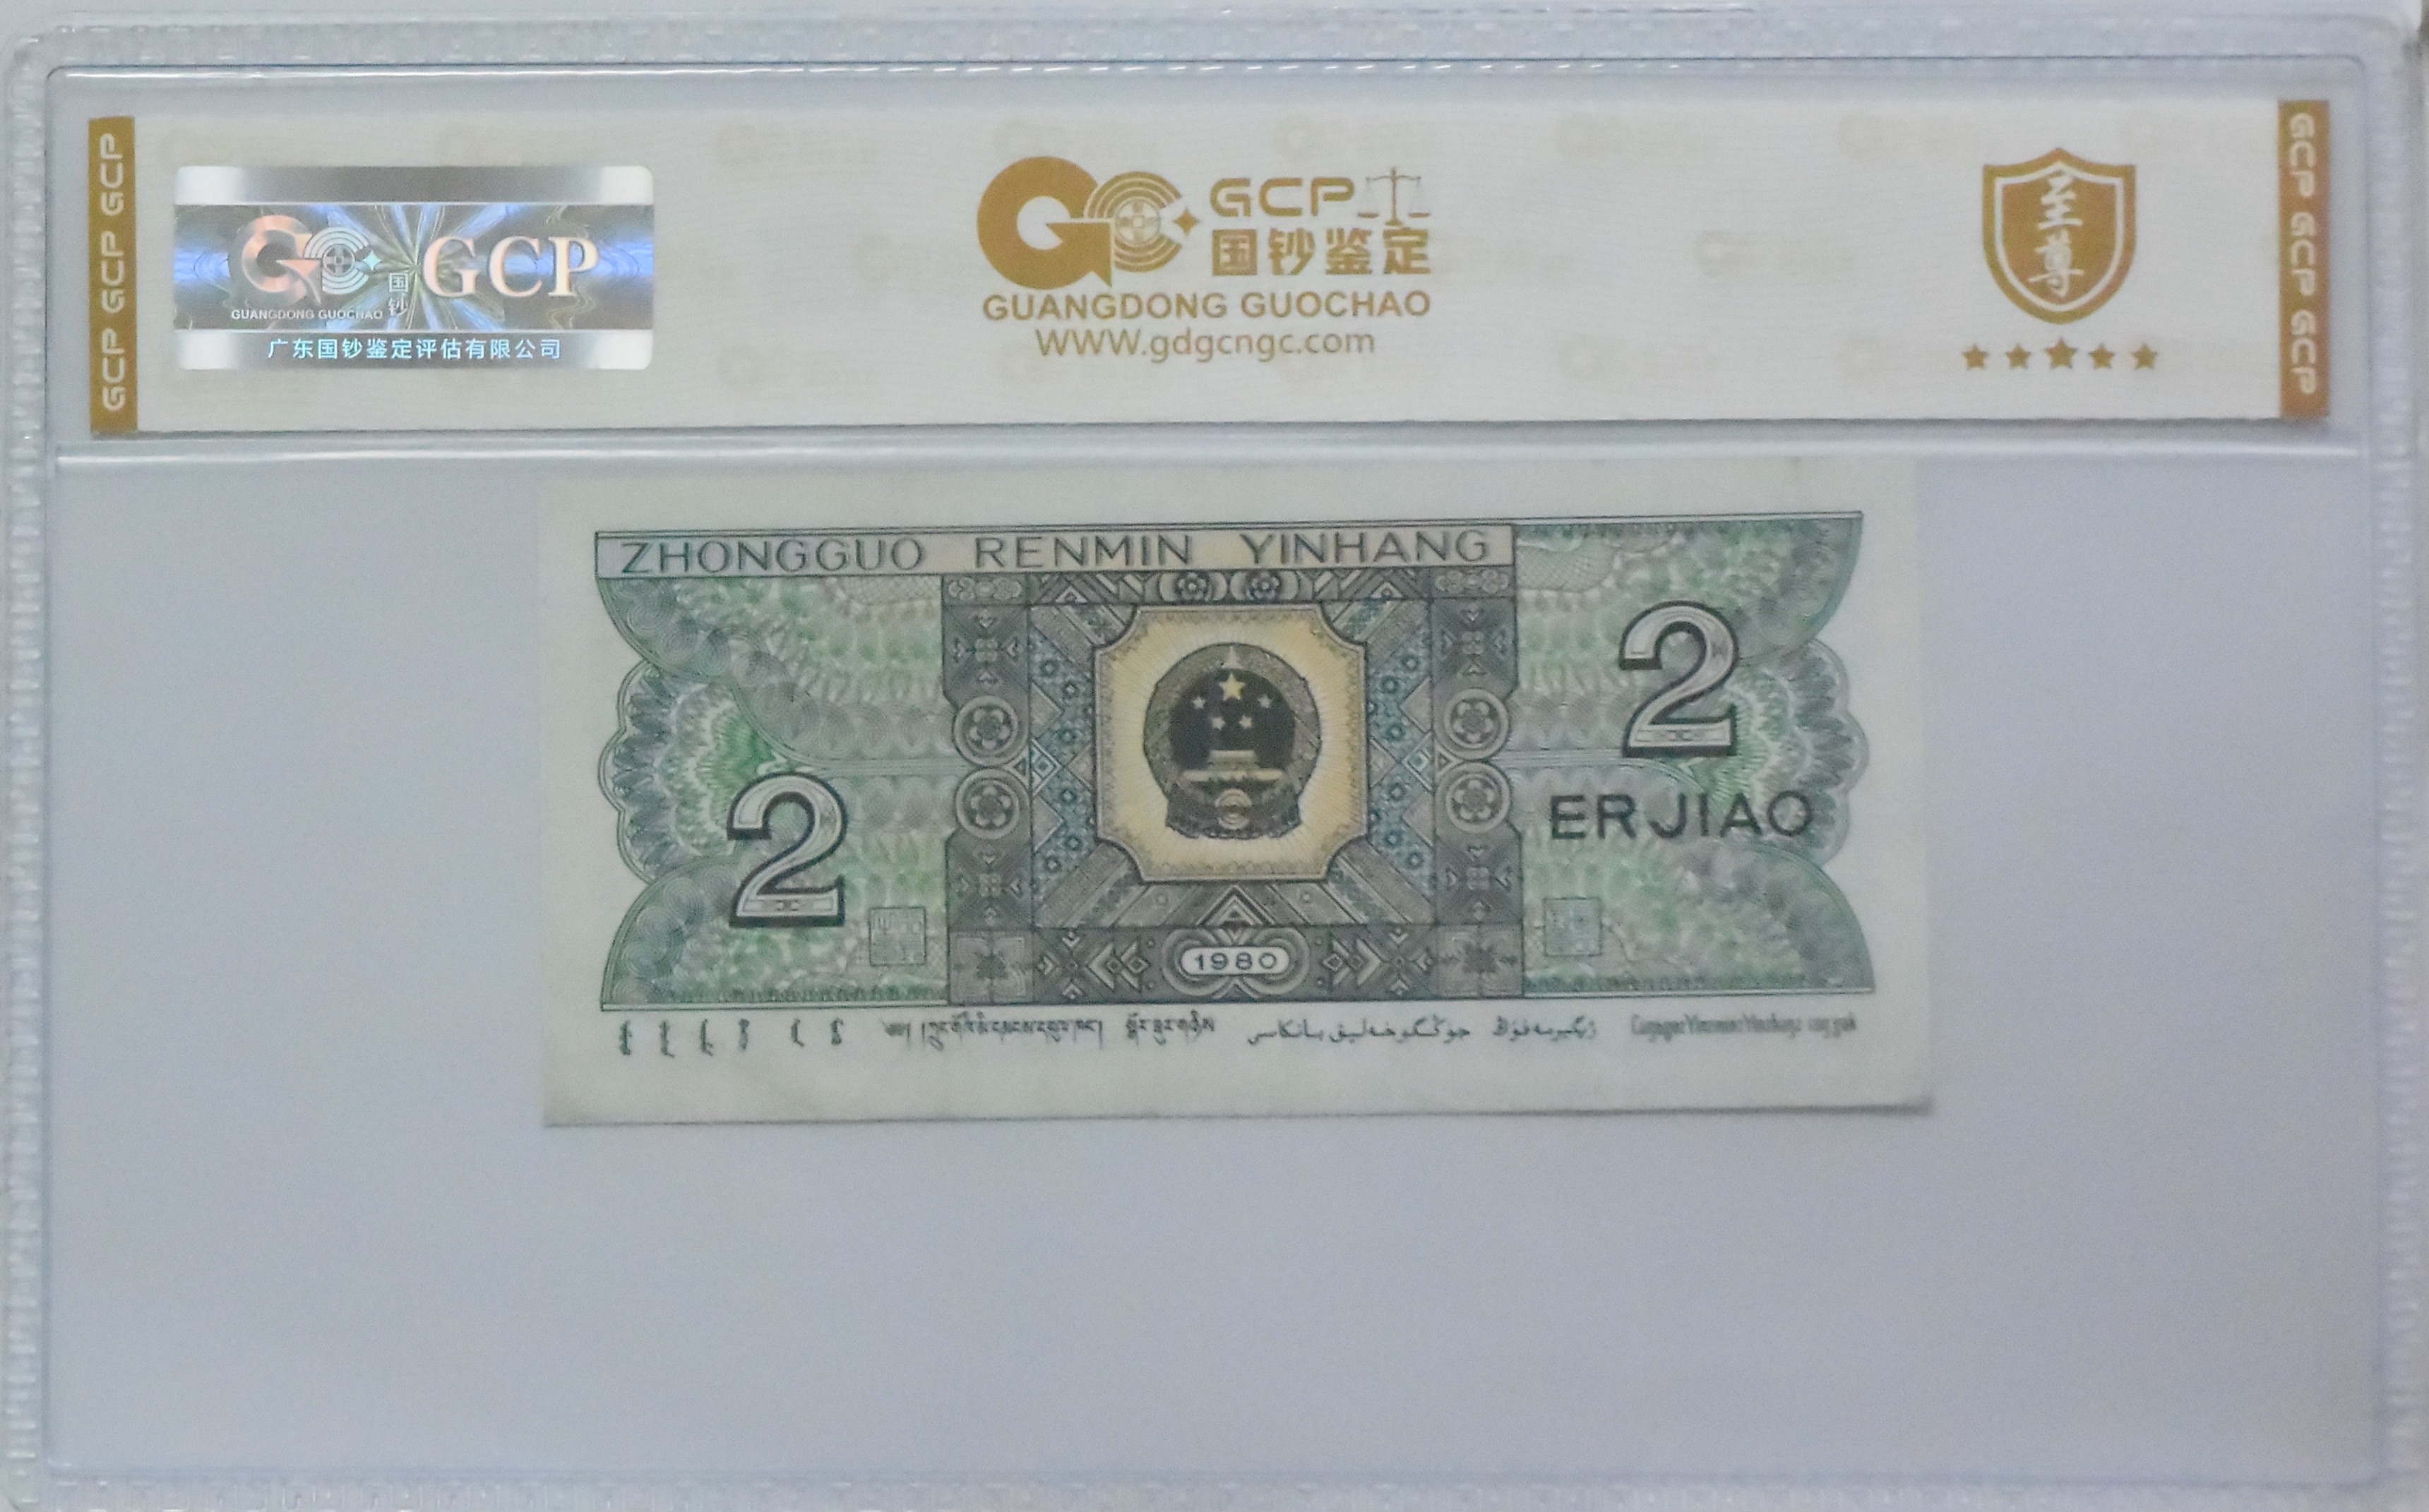 GCP GCP GCP
GCP
国钞
GUANGDONG GUOCHAO
广东国钞鉴定评估有限公司
GCP
国钞鉴定
GUANGDONG GUOCHAO
WWW.gdgcngc.com
至尊
GCP GCP GCP
ZHONGGUO RENMIN YINHANG
2
2
ERJIAO
1980